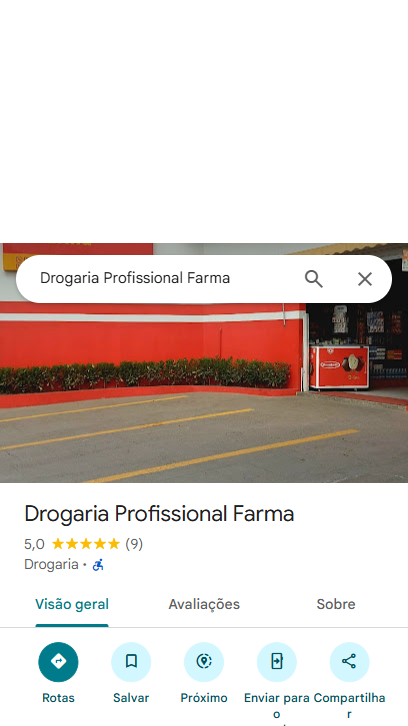 Drogaria Profissional Farma
Drogaria Profissional Farma
5,0 (9)
Drogaria ·
Visão geral Avaliações Sobre
Rotas Salvar Próximo Enviar para Compartilha
o r